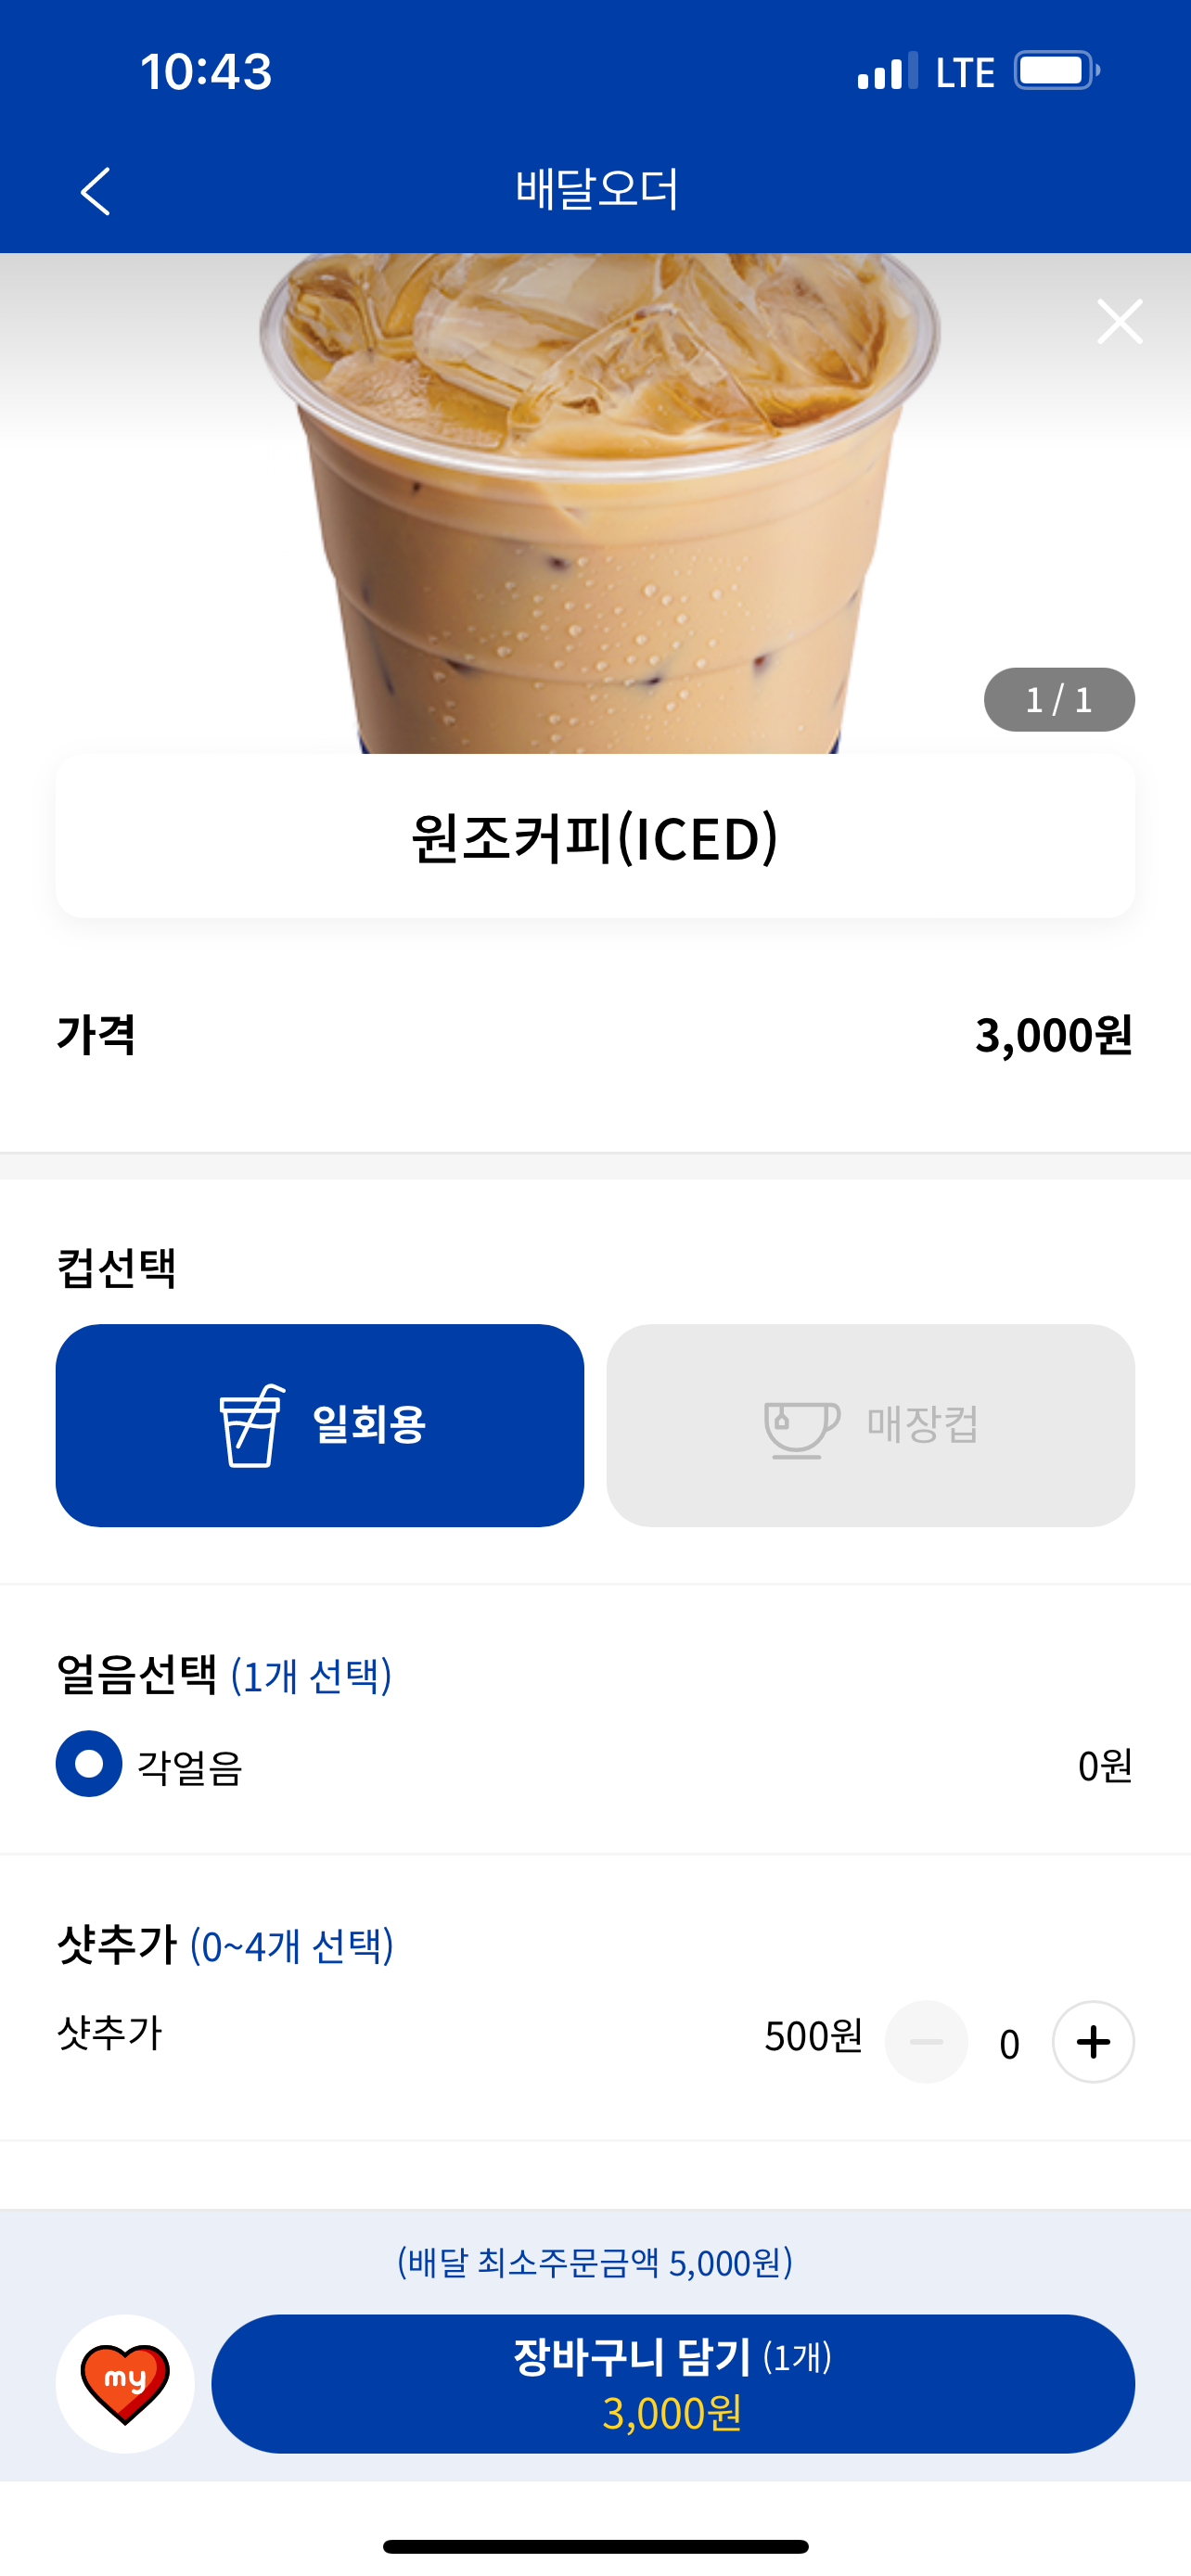 10:43 LTE
배달오더
1 / 1
원조커피(ICED)
가격 3,000원
컵선택
일회용 매장컵
얼음선택 (1개 선택)
각얼음 0원
샷추가 (0~4개 선택)
샷추가 500원 0
(배달 최소주문금액 5,000원)
my
장바구니 담기 (1개)
3,000원